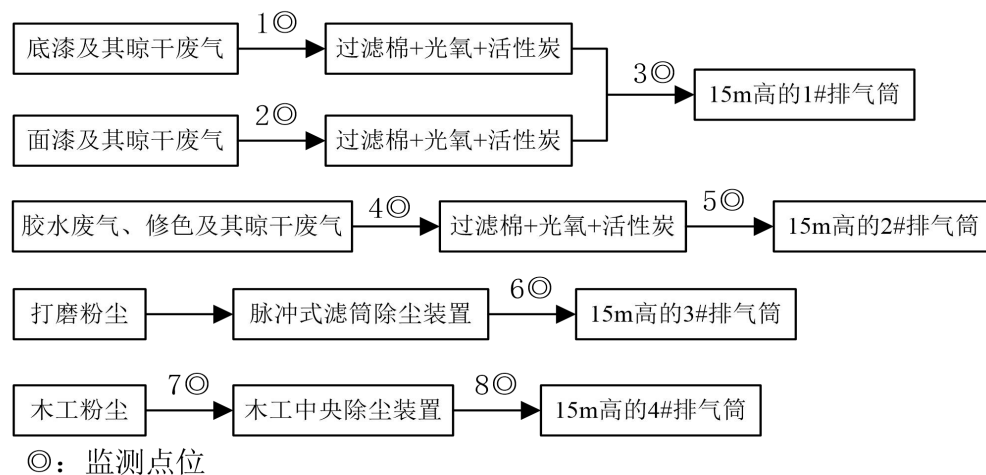 底漆及其晾干废气
1◎
过滤棉+光氧+活性炭
3◎
15m高的1#排气筒
面漆及其晾干废气
2◎
过滤棉+光氧+活性炭
胶水废气、修色及其晾干废气
4◎
过滤棉+光氧+活性炭
5◎
15m高的2#排气筒
打磨粉尘
脉冲式滤筒除尘装置
6◎
15m高的3#排气筒
木工粉尘
7◎
木工中央除尘装置
8◎
15m高的4#排气筒
◎：监测点位